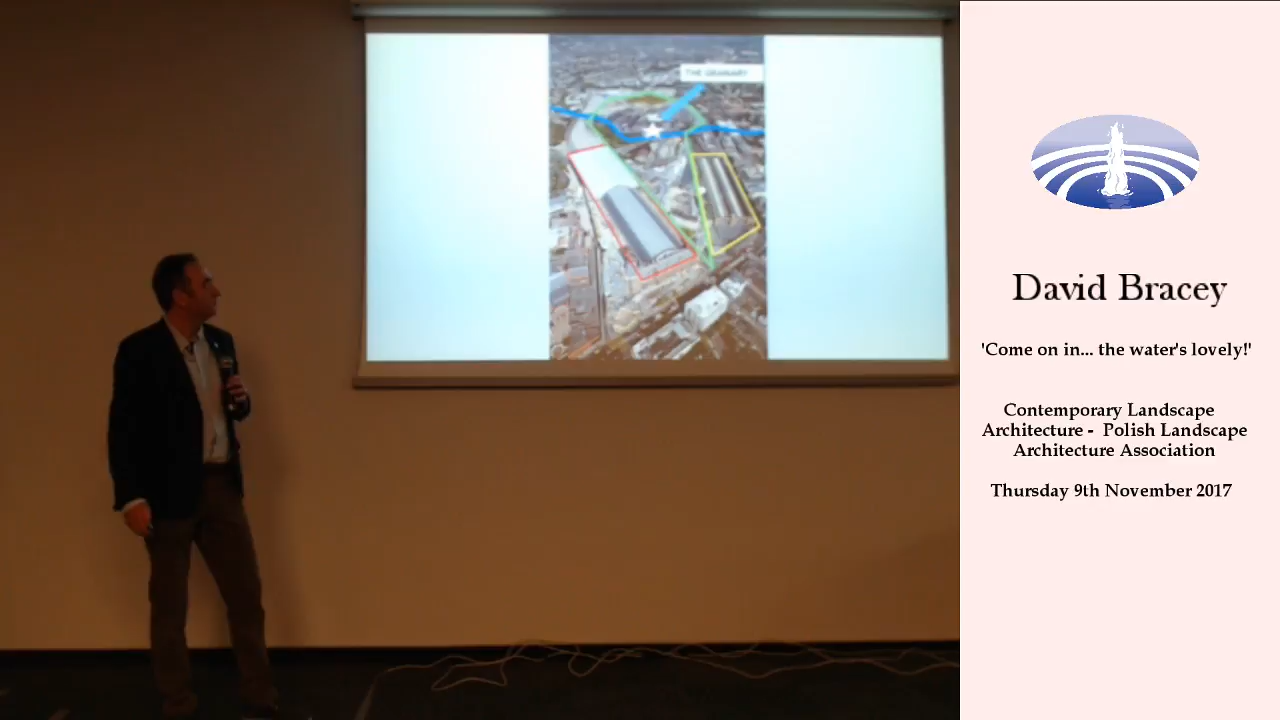 THE GRANARY
David Bracey
'Come on in... the water's lovely!'
Contemporary Landscape
Architecture - Polish Landscape
Architecture Association
Thursday 9th November 2017